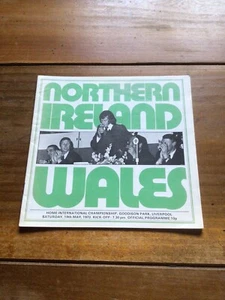 NORTHERN
IRELAND
WALES
HOME INTERNATIONAL CHAMPIONSHIP: GOODISON PARK, LIVERPOOL
SATURDAY, 19th MAY, 1973. KICK-OFF: 7.30 pm. OFFICIAL PROGRAMME 10p